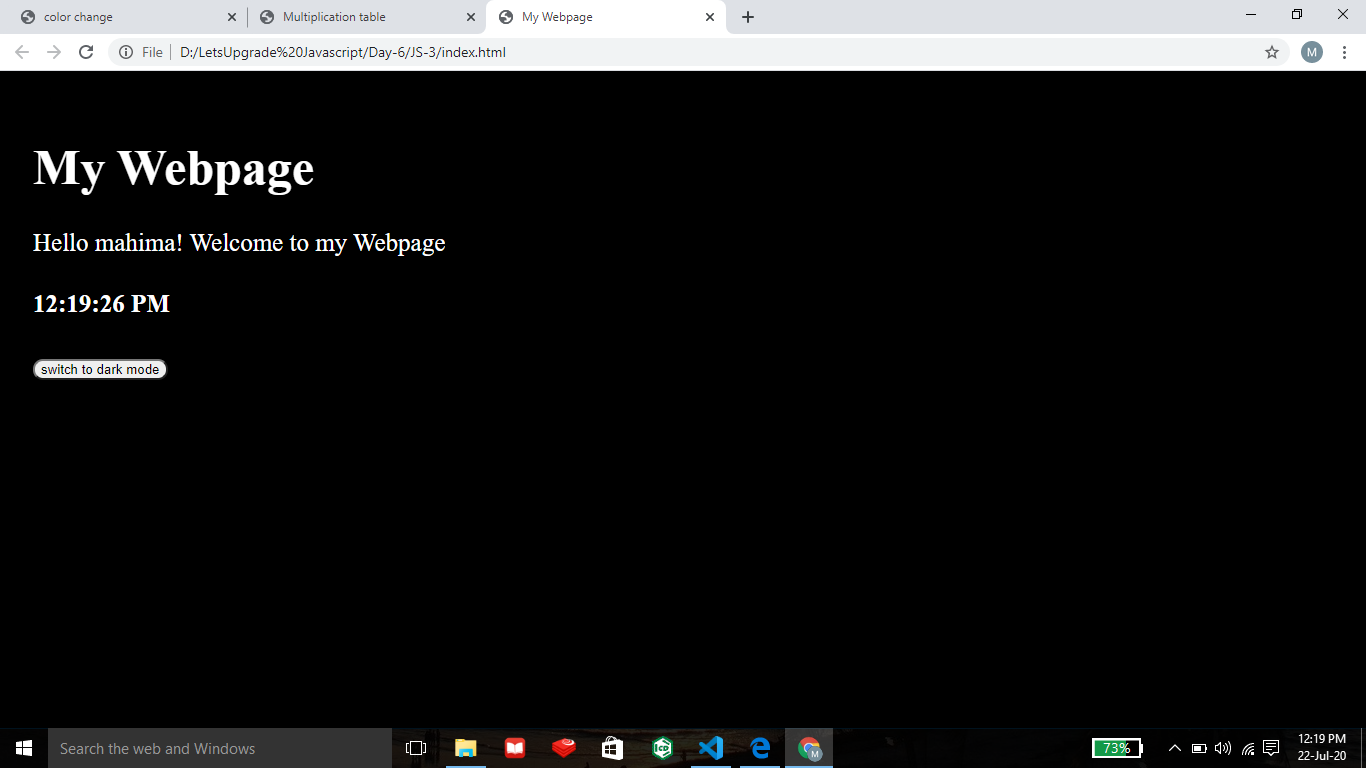 color change
Multiplication table
My Webpage
File
D:/LetsUpgrade%20Javascript/Day-6/JS-3/index.html
M
My Webpage
Hello mahima! Welcome to my Webpage
12:19:26 PM
switch to dark mode
Search the web and Windows
M
73%
12:19 PM
22-Jul-20